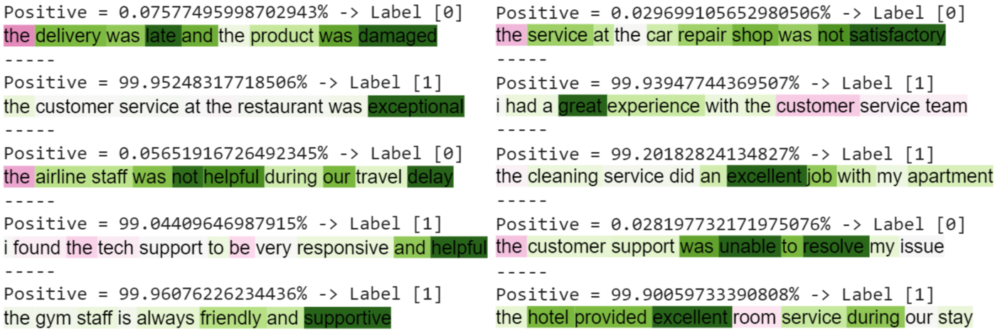 Positive = 0.07577495998702943% -> Label [0]
the delivery was late and the product was damaged
-----
Positive = 99.95248317718506% -> Label [1]
the customer service at the restaurant was exceptional
-----
Positive = 0.05651916726492345% -> Label [0]
the airline staff was not helpful during our travel delay
-----
Positive = 99.04409646987915% -> Label [1]
i found the tech support to be very responsive and helpful
-----
Positive = 99.96076226234436% -> Label [1]
the gym staff is always friendly and supportive
Positive = 0.029699105652980506% -> Label [0]
the service at the car repair shop was not satisfactory
-----
Positive = 99.93947744369507% -> Label [1]
i had a great experience with the customer service team
-----
Positive = 99.20182824134827% -> Label [1]
the cleaning service did an excellent job with my apartment
-----
Positive = 0.028197732171975076% -> Label [0]
the customer support was unable to resolve my issue
-----
Positive = 99.90059733390808% -> Label [1]
the hotel provided excellent room service during our stay